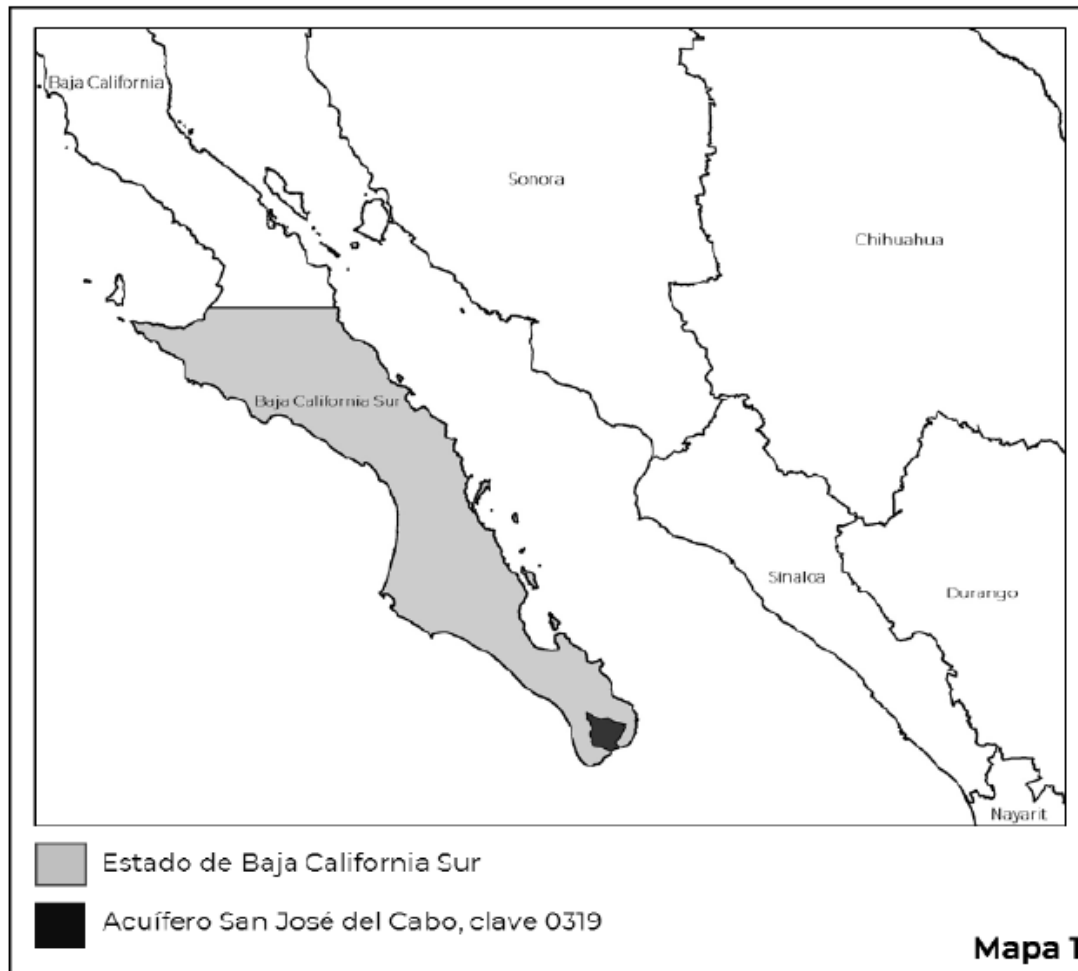 Baja California
Sonora
Chihuahua
Baja California Sur
Sinaloa
Durango
Nayarit
Estado de Baja California Sur
Acuífero San José del Cabo, clave 0319
Mapa 1